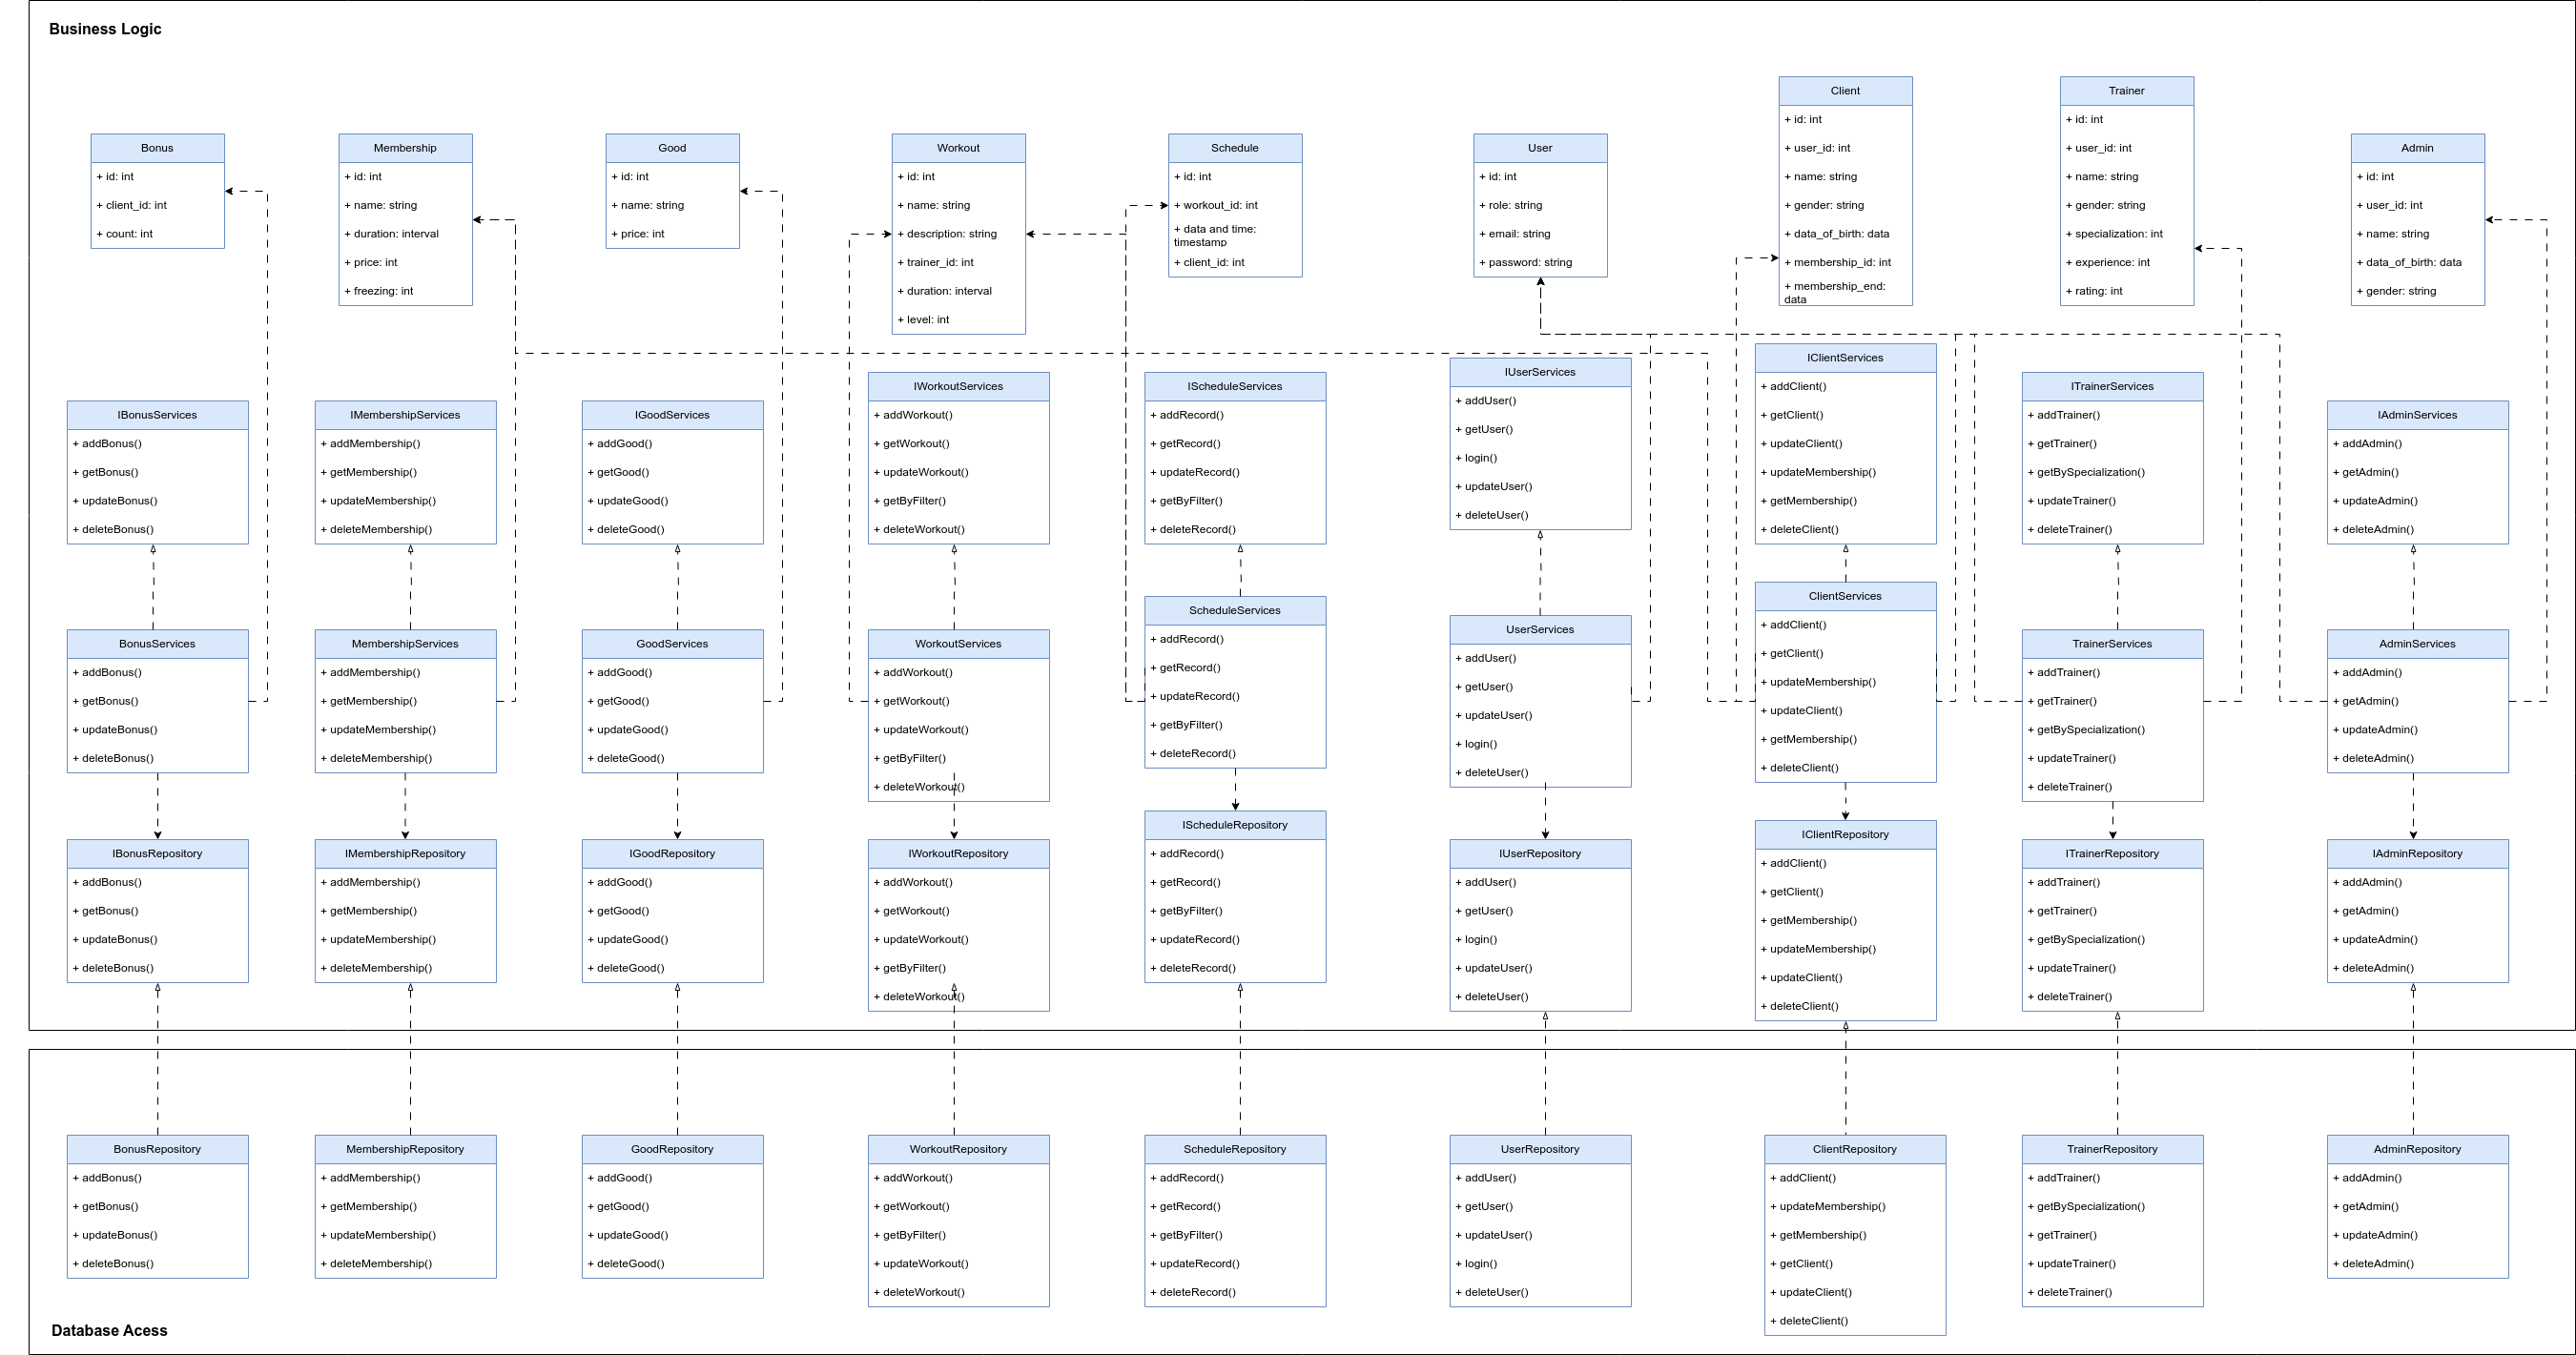 Business Logic
Bonus
+ id: int
+ client_id: int
+ count: int
Membership
+ id: int
+ name: string
+ duration: interval
+ price: int
+ freezing: int
Good
+ id: int
+ name: string
+ price: int
Workout
+ id: int
+ name: string
+ description: string
+ trainer_id: int
+ duration: interval
+ level: int
Schedule
+ id: int
+ workout_id: int
+ data and time:
timestamp
+ client_id: int
User
+ id: int
+ role: string
+ email: string
+ password: string
Client
+ id: int
+ user_id: int
+ name: string
+ gender: string
+ data_of_birth: data
+ membership_id: int
+ membership_end:
data
Trainer
+ id: int
+ user_id: int
+ name: string
+ gender: string
+ specialization: int
+ experience: int
+ rating: int
Admin
+ id: int
+ user_id: int
+ name: string
+ data_of_birth: data
+ gender: string
IBonusServices
+ addBonus()
+ getBonus()
+ updateBonus()
+ deleteBonus()
IMembershipServices
+ addMembership()
+ getMembership()
+ updateMembership()
+ deleteMembership()
IGoodServices
+ addGood()
+ getGood()
+ updateGood()
+ deleteGood()
IWorkoutServices
+ addWorkout()
+ getWorkout()
+ updateWorkout()
+ getByFilter()
+ deleteWorkout()
IScheduleServices
+ addRecord()
+ getRecord()
+ updateRecord()
+ getByFilter()
+ deleteRecord()
IUserServices
+ addUser()
+ getUser()
+ login()
+ updateUser()
+ deleteUser()
IClientServices
+ addClient()
+ getClient()
+ updateClient()
+ updateMembership()
+ getMembership()
+ deleteClient()
ITrainerServices
+ addTrainer()
+ getTrainer()
+ getBySpecialization()
+ updateTrainer()
+ deleteTrainer()
IAdminServices
+ addAdmin()
+ getAdmin()
+ updateAdmin()
+ deleteAdmin()
BonusServices
+ addBonus()
+ getBonus()
+ updateBonus()
+ deleteBonus()
MembershipServices
+ addMembership()
+ getMembership()
+ updateMembership()
+ deleteMembership()
GoodServices
+ addGood()
+ getGood()
+ updateGood()
+ deleteGood()
WorkoutServices
+ addWorkout()
+ getWorkout()
+ updateWorkout()
+ getByFilter()
+ deleteWorkout()
ScheduleServices
+ addRecord()
+ getRecord()
+ updateRecord()
+ getByFilter()
+ deleteRecord()
UserServices
+ addUser()
+ getUser()
+ updateUser()
+ login()
+ deleteUser()
ClientServices
+ addClient()
+ getClient()
+ updateMembership()
+ updateClient()
+ getMembership()
+ deleteClient()
TrainerServices
+ addTrainer()
+ getTrainer()
+ getBySpecialization()
+ updateTrainer()
+ deleteTrainer()
AdminServices
+ addAdmin()
+ getAdmin()
+ updateAdmin()
+ deleteAdmin()
IBonusRepository
+ addBonus()
+ getBonus()
+ updateBonus()
+ deleteBonus()
IMembershipRepository
+ addMembership()
+ getMembership()
+ updateMembership()
+ deleteMembership()
IGoodRepository
+ addGood()
+ getGood()
+ updateGood()
+ deleteGood()
IWorkoutRepository
+ addWorkout()
+ getWorkout()
+ updateWorkout()
+ getByFilter()
+ deleteWorkout()
IScheduleRepository
+ addRecord()
+ getRecord()
+ getByFilter()
+ updateRecord()
+ deleteRecord()
IUserRepository
+ addUser()
+ getUser()
+ login()
+ updateUser()
+ deleteUser()
IClientRepository
+ addClient()
+ getClient()
+ getMembership()
+ updateMembership()
+ updateClient()
+ deleteClient()
ITrainerRepository
+ addTrainer()
+ getTrainer()
+ getBySpecialization()
+ updateTrainer()
+ deleteTrainer()
IAdminRepository
+ addAdmin()
+ getAdmin()
+ updateAdmin()
+ deleteAdmin()
BonusRepository
+ addBonus()
+ getBonus()
+ updateBonus()
+ deleteBonus()
MembershipRepository
+ addMembership()
+ getMembership()
+ updateMembership()
+ deleteMembership()
GoodRepository
+ addGood()
+ getGood()
+ updateGood()
+ deleteGood()
WorkoutRepository
+ addWorkout()
+ getWorkout()
+ getByFilter()
+ updateWorkout()
+ deleteWorkout()
ScheduleRepository
+ addRecord()
+ getRecord()
+ getByFilter()
+ updateRecord()
+ deleteRecord()
UserRepository
+ addUser()
+ getUser()
+ updateUser()
+ login()
+ deleteUser()
ClientRepository
+ addClient()
+ updateMembership()
+ getMembership()
+ getClient()
+ updateClient()
+ deleteClient()
TrainerRepository
+ addTrainer()
+ getBySpecialization()
+ getTrainer()
+ updateTrainer()
+ deleteTrainer()
AdminRepository
+ addAdmin()
+ getAdmin()
+ updateAdmin()
+ deleteAdmin()
Database Acess